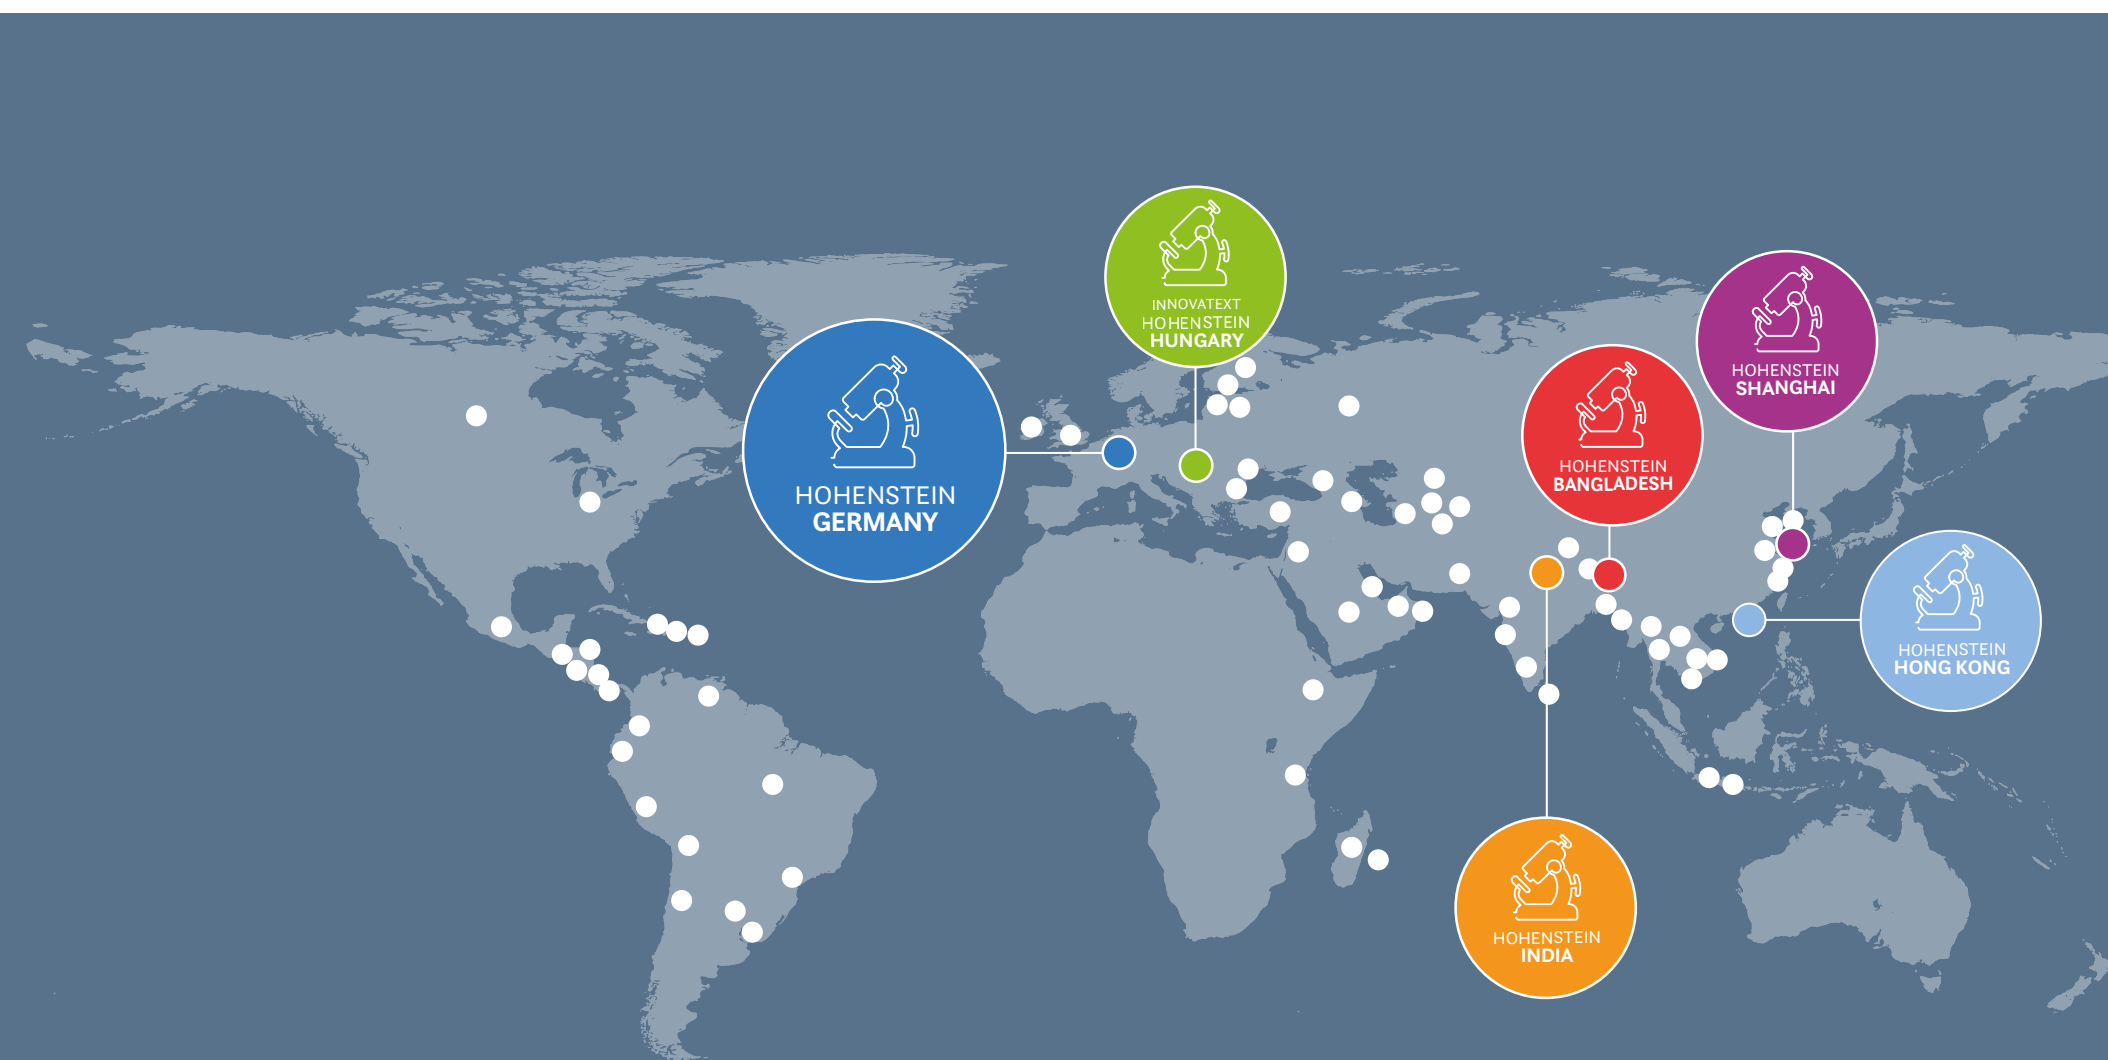 INNOVATEXT
HOHENSTEIN
HUNGARY
HOHENSTEIN
SHANGHAI
HOHENSTEIN
BANGLADESH
HOHENSTEIN
GERMANY
HOHENSTEIN
HONG KONG
HOHENSTEIN
INDIA